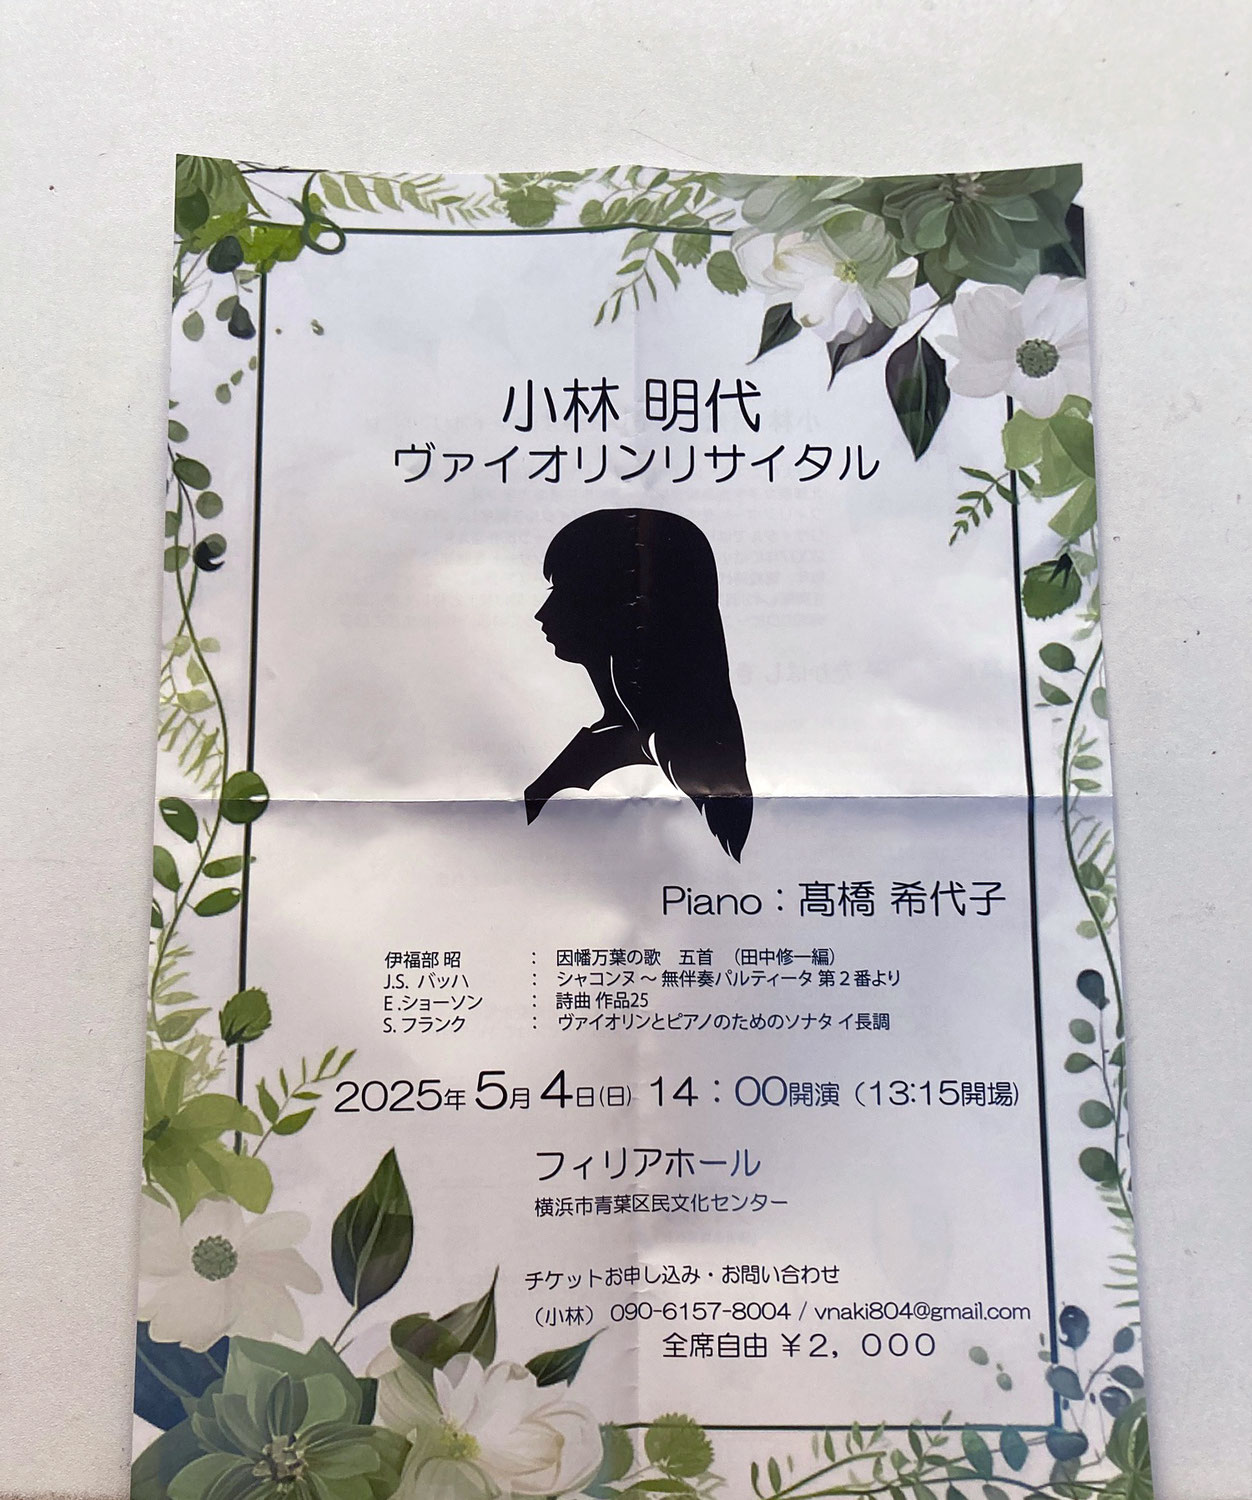 小林 明代
ヴァイオリンリサイタル
Piano：髙橋 希代子
伊福部 昭 ： 因幡万葉の歌 五首 （田中修一編）
J.S. バッハ ： シャコンヌ ～ 無伴奏パルティータ 第２番より
E .ショーソン ： 詩曲 作品25
S. フランク ： ヴァイオリンとピアノのためのソナタ イ長調
2025年 5月 4日(日) 14：00開演（13:15開場)
フィリアホール
横浜市青葉区民文化センター
チケットお申し込み・お問い合わせ
（小林） 090-6157-8004 / vnaki804@gmail.com
全席自由 ￥2，000